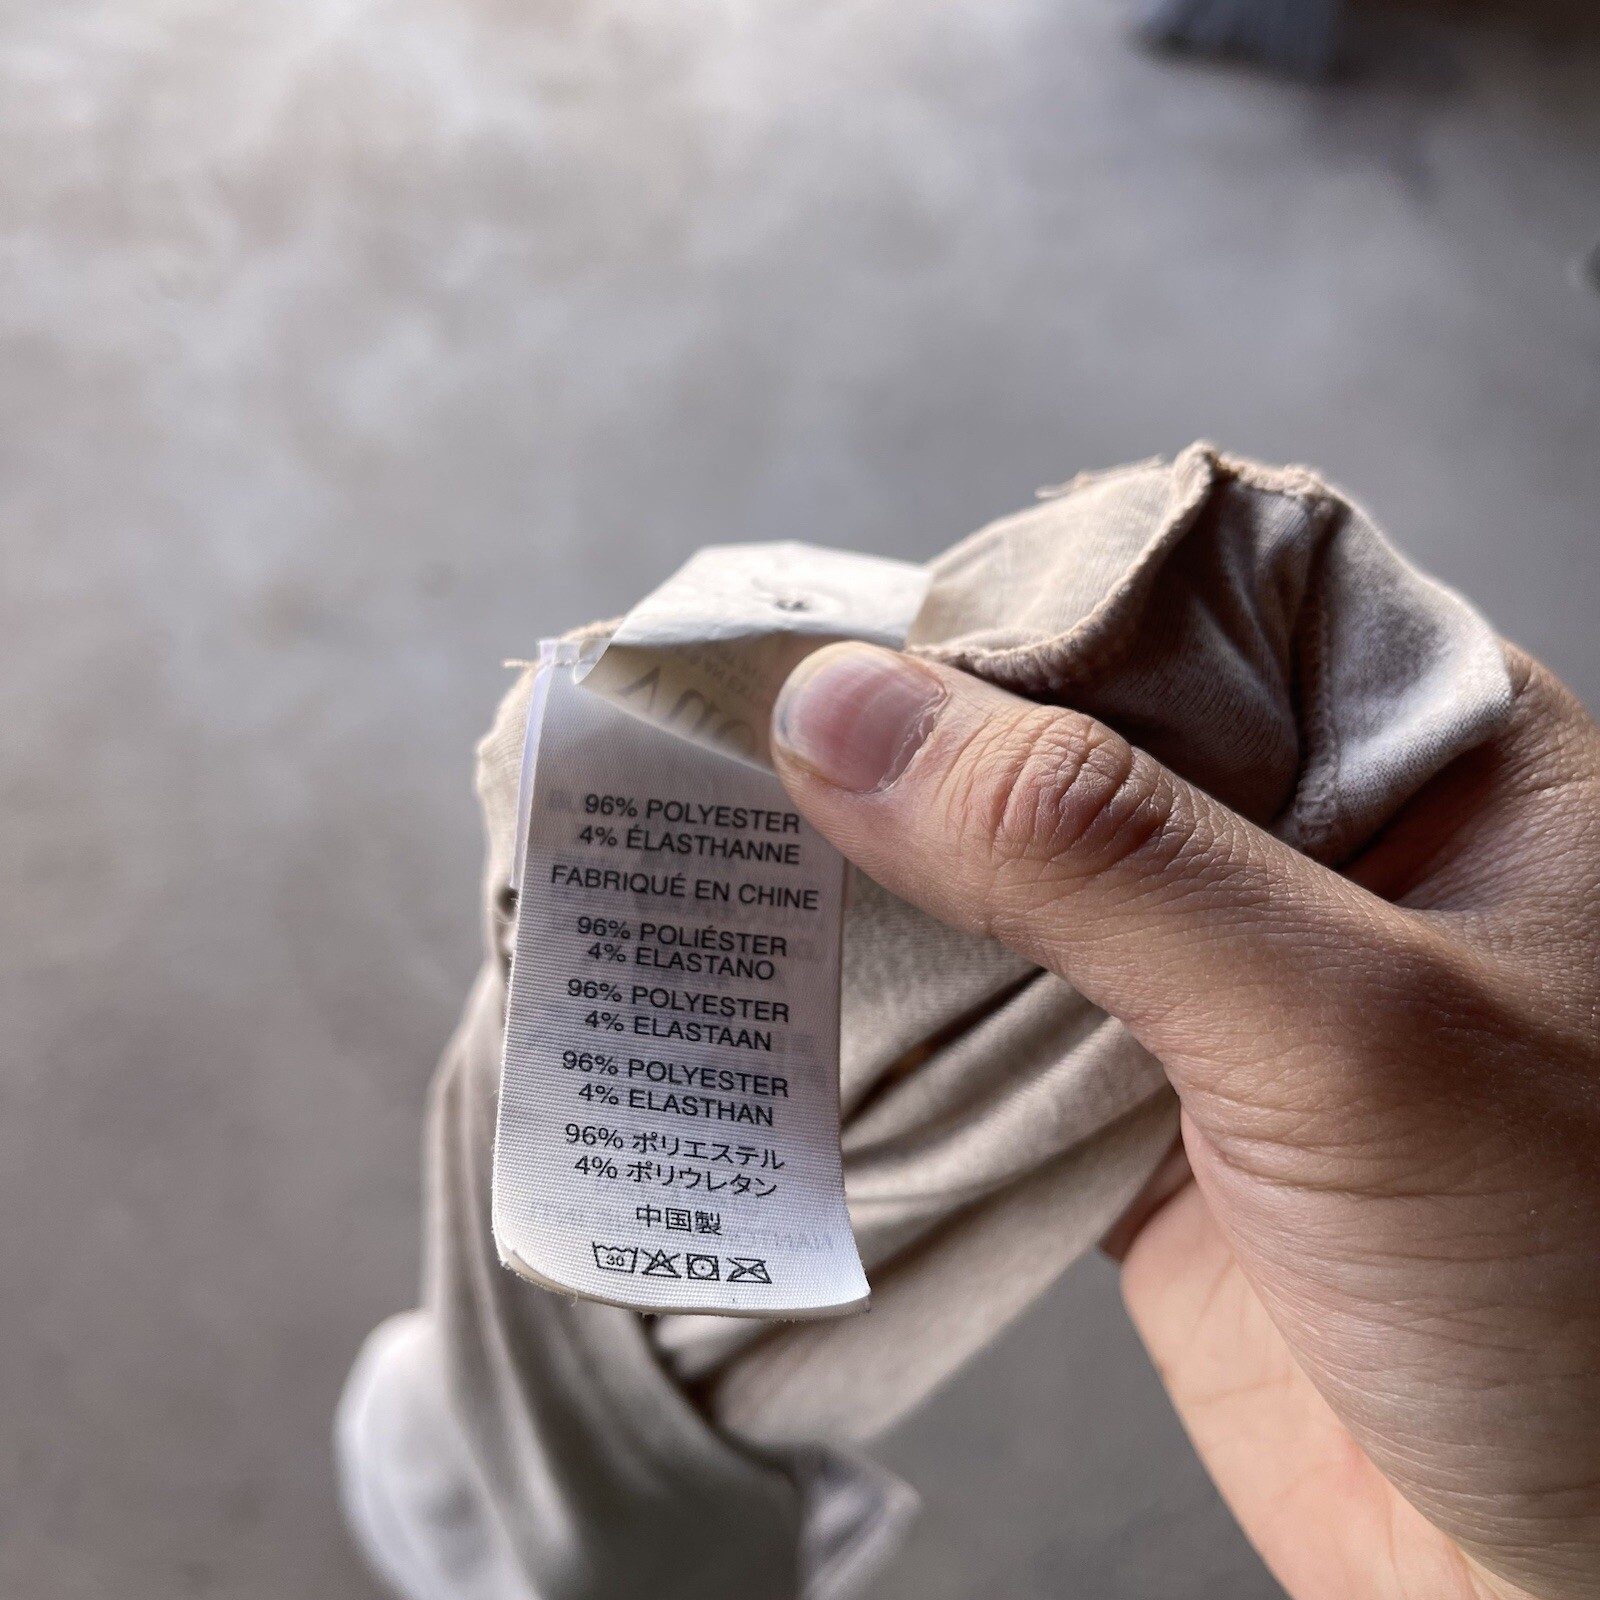 96% POLYESTER
4% ÉLASTHANNE
FABRIQUÉ EN CHINE
96% POLIÉSTER
4% ELASTANO
96% POLYESTER
4% ELASTAAN
96% POLYESTER
4% ELASTHAN
96% ポリエステル
4% ポリウレタン
中国製
30